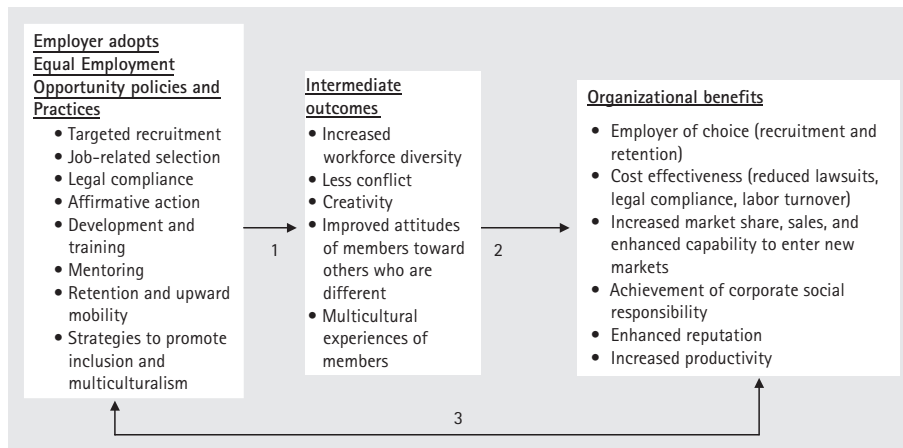 Employer adopts
Equal Employment
Opportunity policies and
Practices
• Targeted recruitment
• Job-related selection
• Legal compliance
• Affirmative action
• Development and
training
• Mentoring
• Retention and upward
mobility
• Strategies to promote
inclusion and
multiculturalism
1
Intermediate
outcomes
• Increased
workforce diversity
• Less conflict
• Creativity
• Improved attitudes
of members toward
others who are
different
• Multicultural
experiences of
members
2
Organizational benefits
• Employer of choice (recruitment and
retention)
• Cost effectiveness (reduced lawsuits,
legal compliance, labor turnover)
• Increased market share, sales, and
enhanced capability to enter new
markets
• Achievement of corporate social
responsibility
• Enhanced reputation
• Increased productivity
3